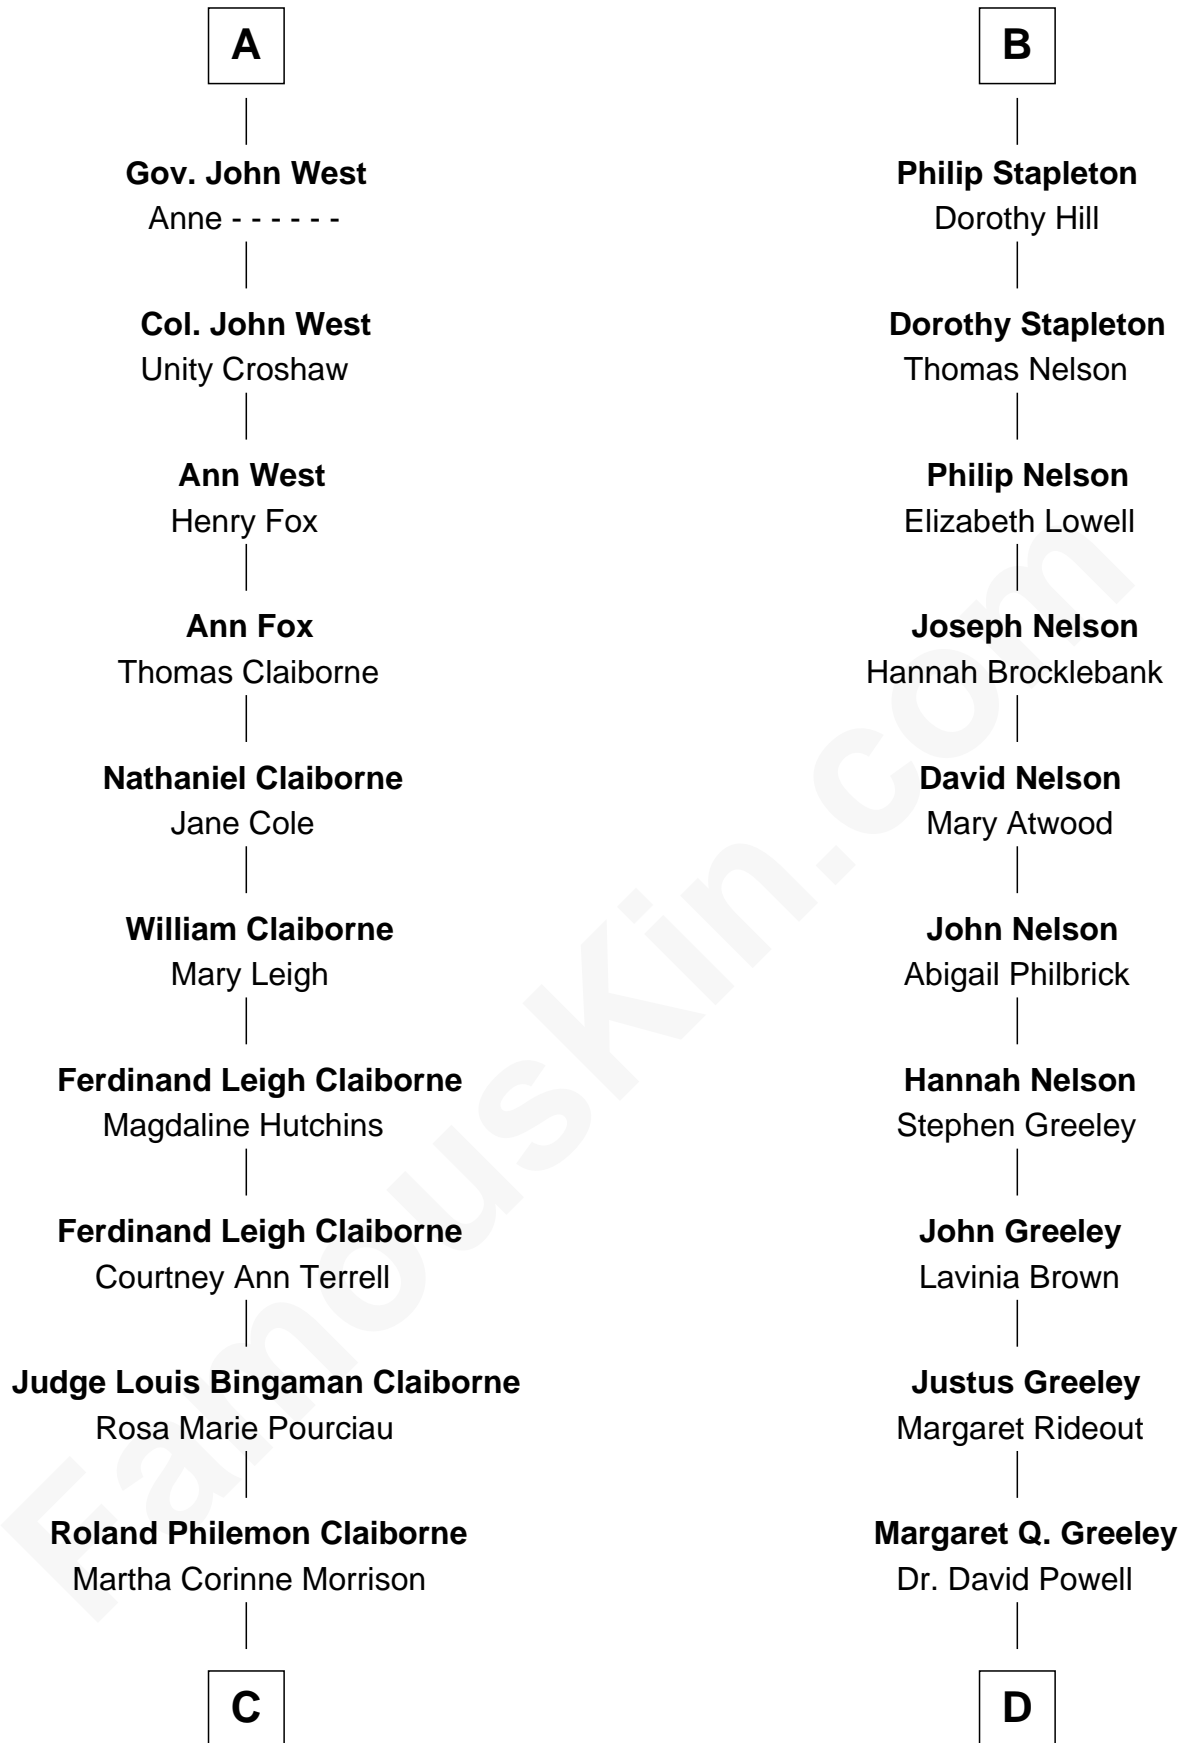 A
Gov. John West
Anne - - - - - -
Col. John West
Unity Croshaw
Ann West
Henry Fox
Ann Fox
Thomas Claiborne
Nathaniel Claiborne
Jane Cole
William Claiborne
Mary Leigh
Ferdinand Leigh Claiborne
Magdaline Hutchins
Ferdinand Leigh Claiborne
Courtney Ann Terrell
Judge Louis Bingaman Claiborne
Rosa Marie Pourciau
Roland Philemon Claiborne
Martha Corinne Morrison
C
B
Philip Stapleton
Dorothy Hill
Dorothy Stapleton
Thomas Nelson
Philip Nelson
Elizabeth Lowell
Joseph Nelson
Hannah Brocklebank
David Nelson
Mary Atwood
John Nelson
Abigail Philbrick
Hannah Nelson
Stephen Greeley
John Greeley
Lavinia Brown
Justus Greeley
Margaret Rideout
Margaret Q. Greeley
Dr. David Powell
D
FamousKin.com